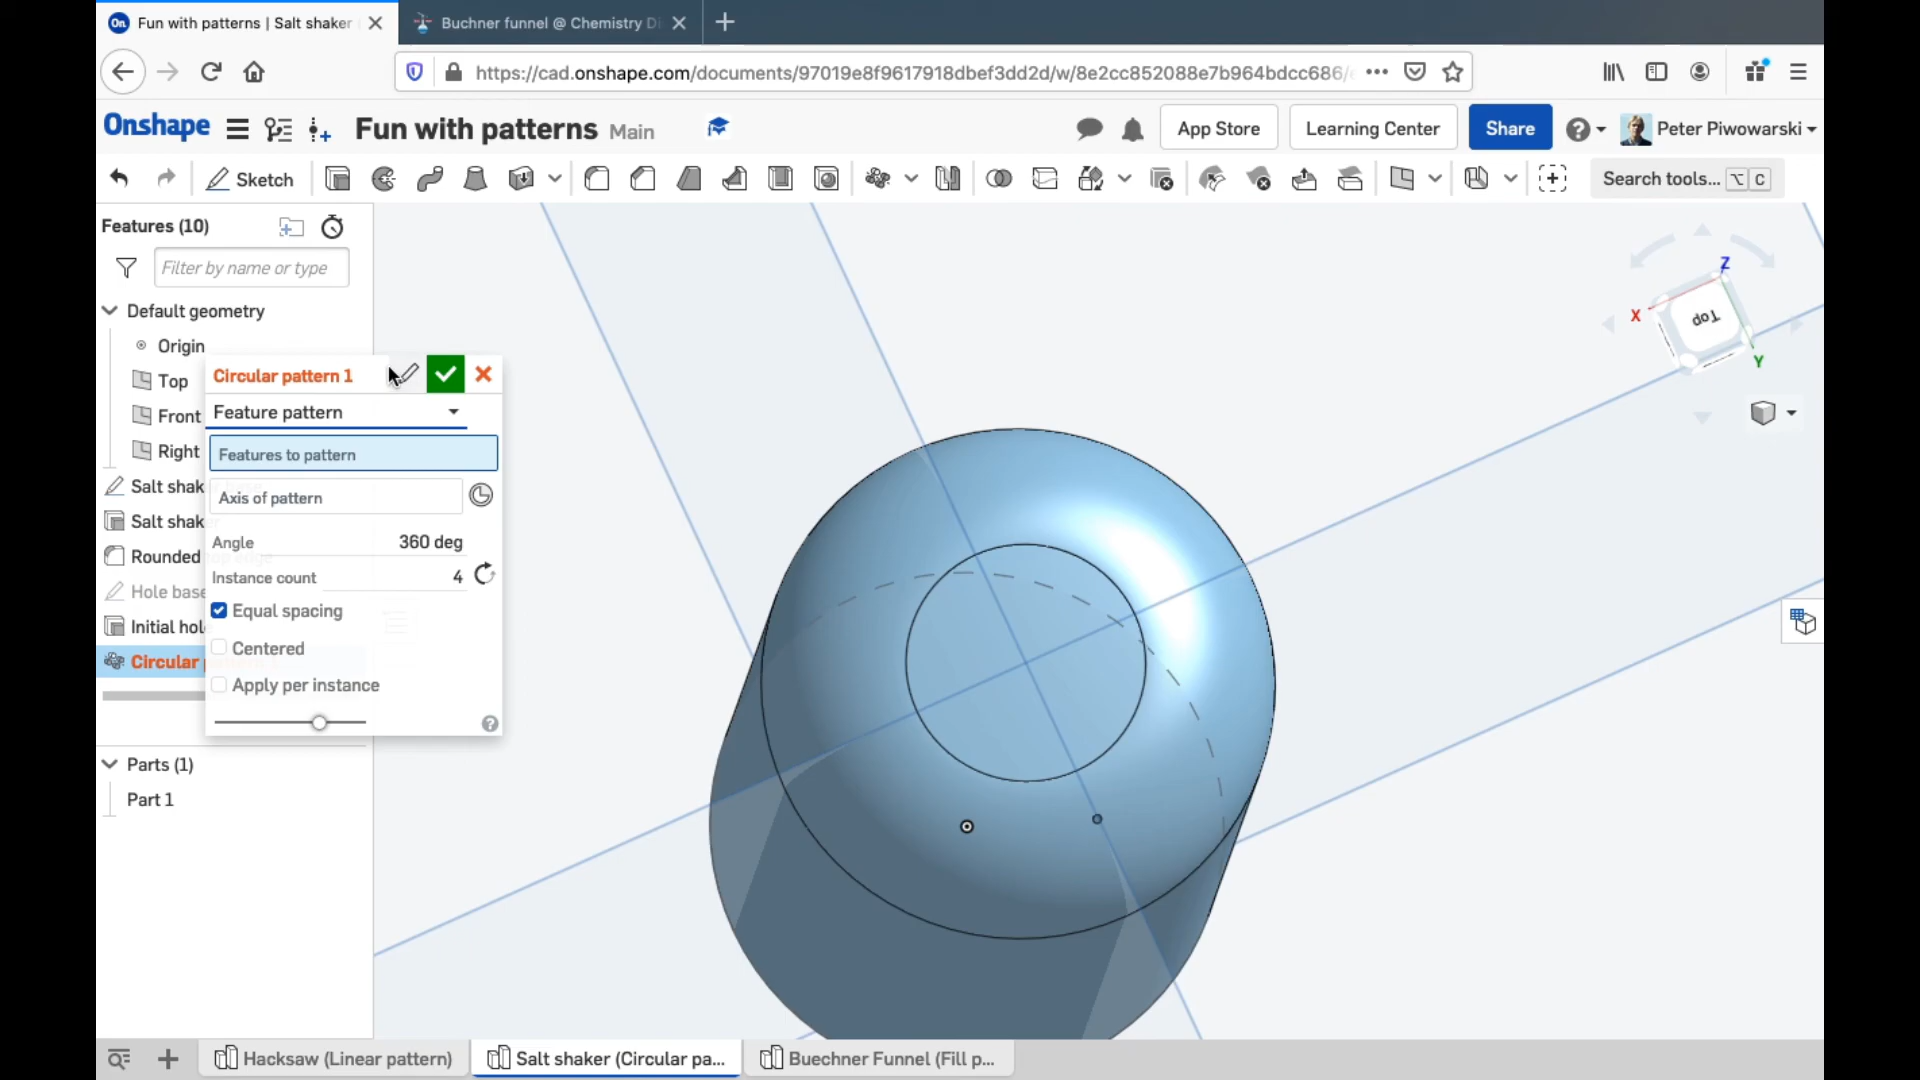 Fun with patterns | Salt shaker
Buchner funnel @ Chemistry Di
https://cad.onshape.com/documents/97019e8f9617918dbef3dd2d/w/8e2cc852088e7b964bdcc686/
Onshape
Fun with patterns Main
App Store
Learning Center
Share
Peter Piwowarski
Sketch
Search tools... ⌥ C
Features (10)
Filter by name or type
Default geometry
Origin
Top
Front
Right
Salt shak
Salt shak
Rounded
Hole base
Initial hol
Circular
Circular pattern 1
Feature pattern
Features to pattern
Axis of pattern
Angle 360 deg
Instance count 4
Equal spacing
Centered
Apply per instance
Parts (1)
Part 1
Z
X
Top
Y
Hacksaw (Linear pattern)
Salt shaker (Circular pa...
Buechner Funnel (Fill p...